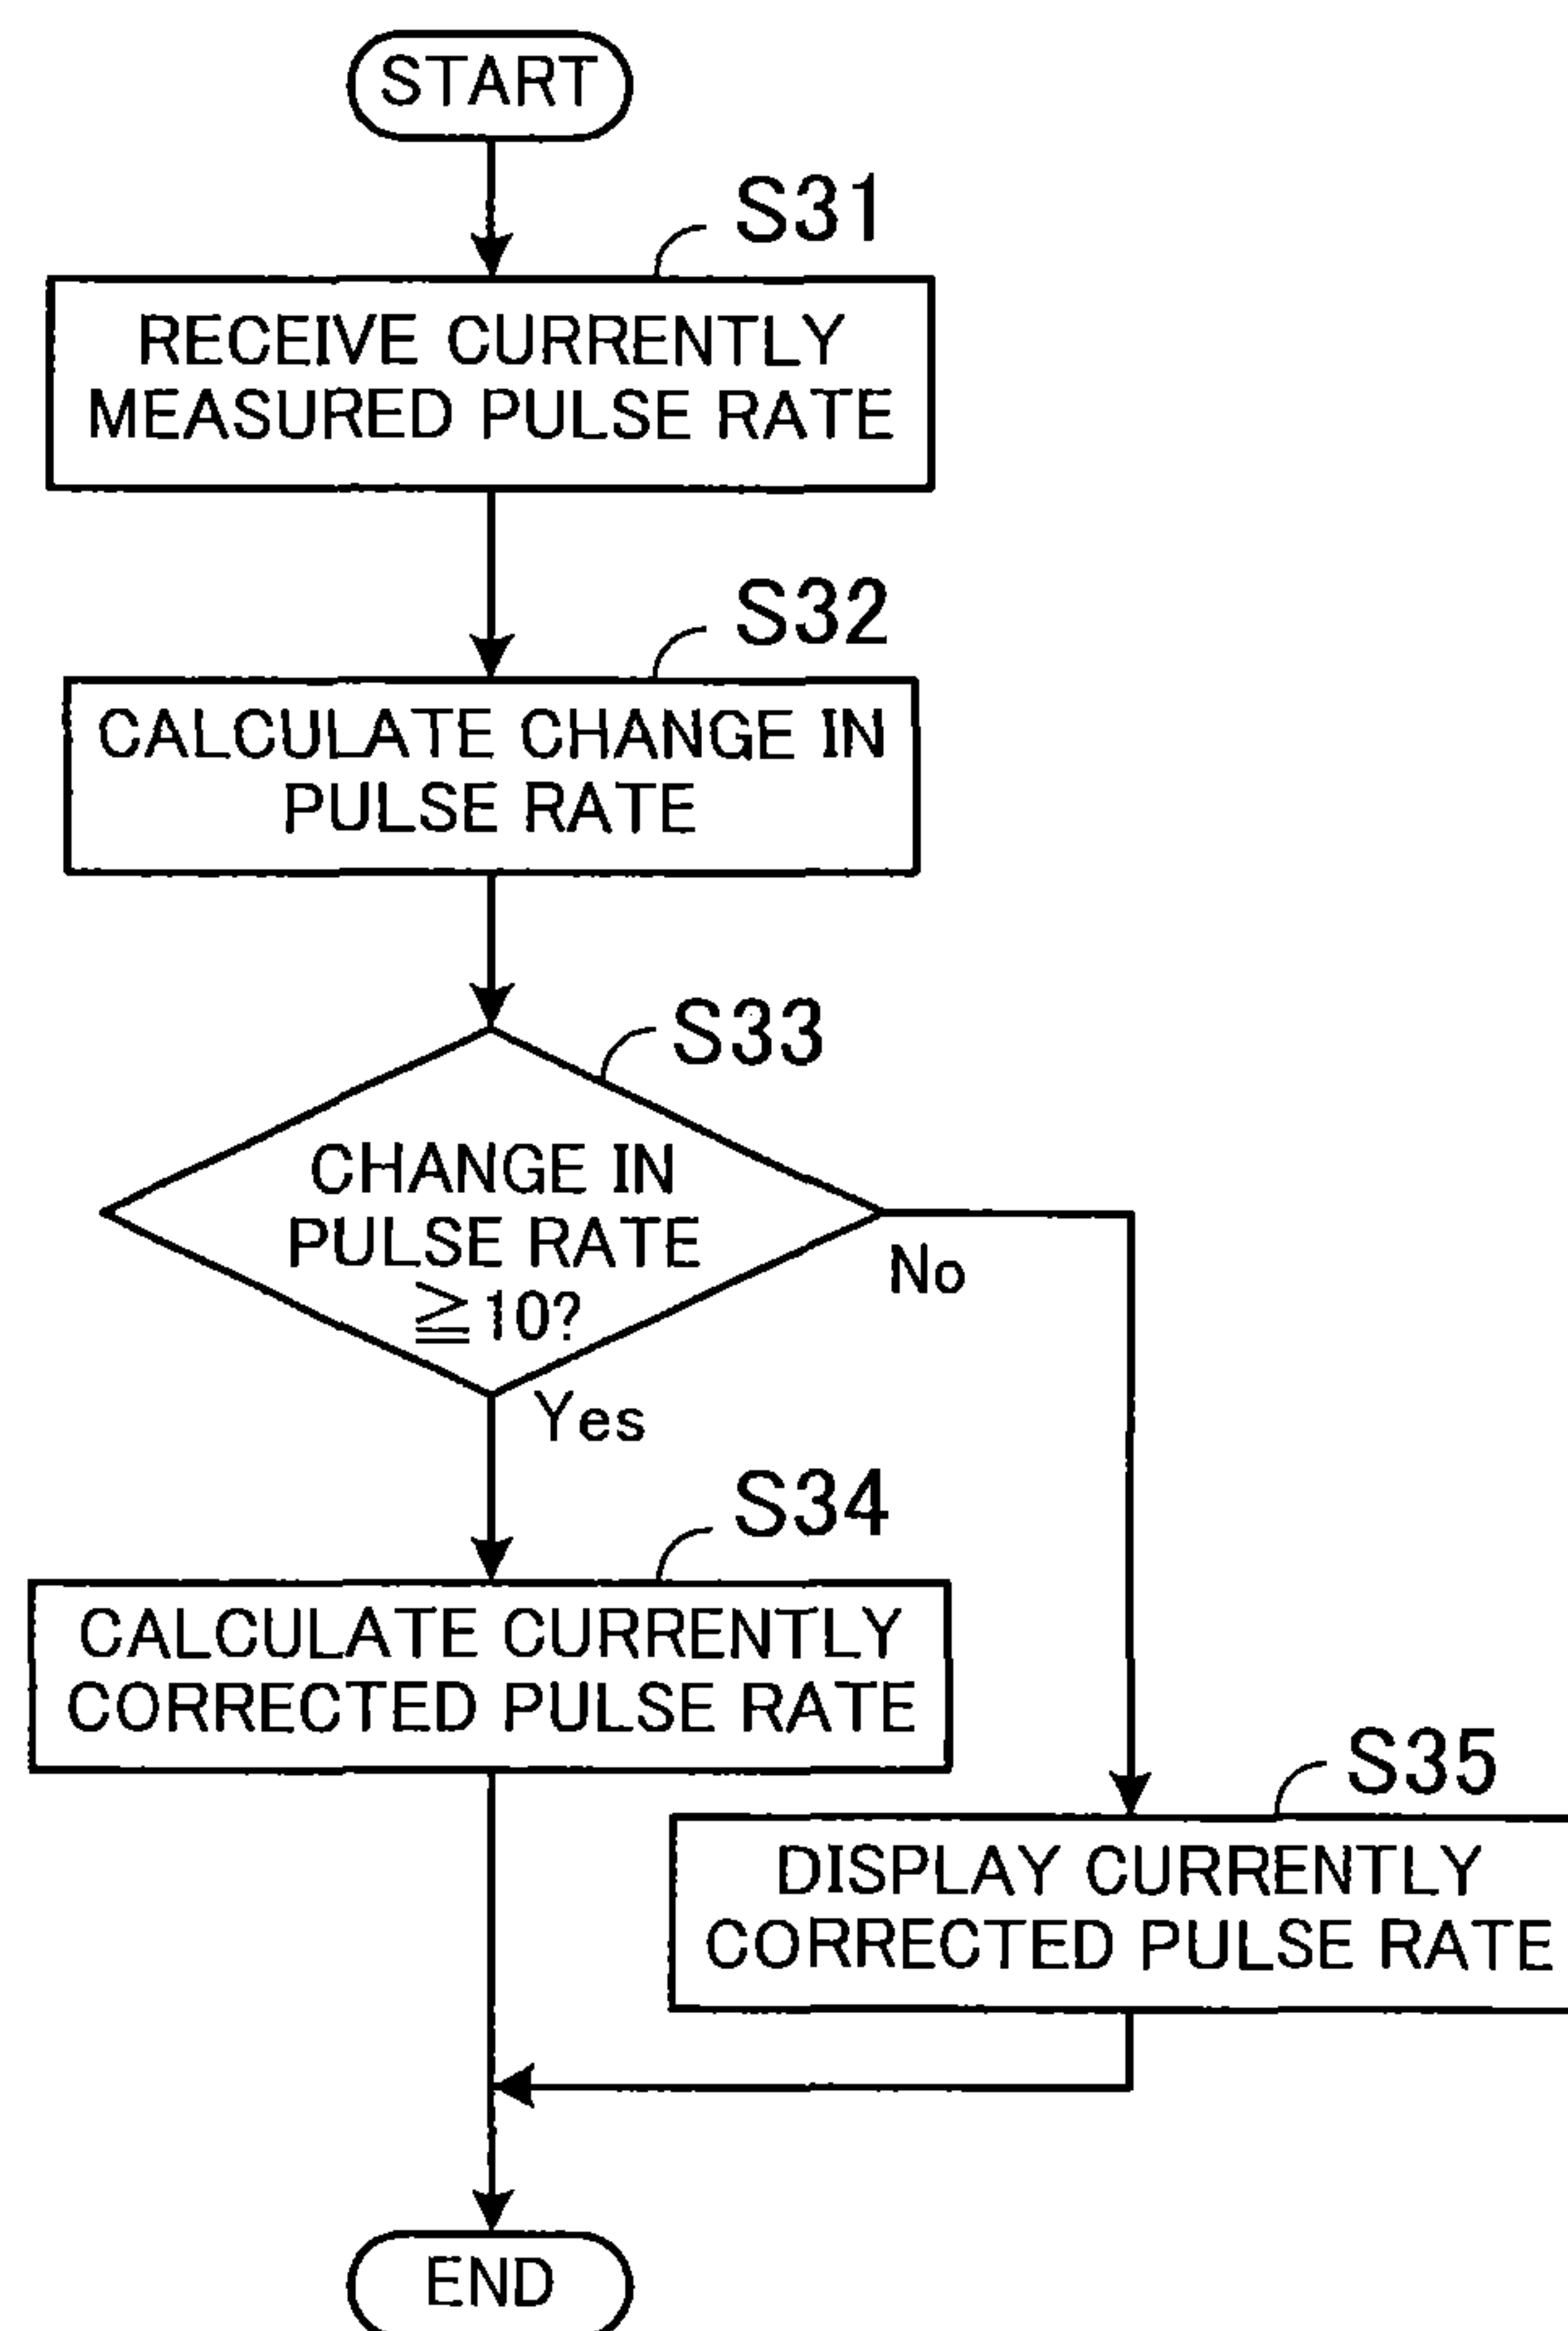 START
S31
RECEIVE CURRENTLY
MEASURED PULSE RATE
S32
CALCULATE CHANGE IN
PULSE RATE
S33
CHANGE IN
PULSE RATE
≧10?
No
Yes
S34
CALCULATE CURRENTLY
CORRECTED PULSE RATE
S35
DISPLAY CURRENTLY
CORRECTED PULSE RATE
END